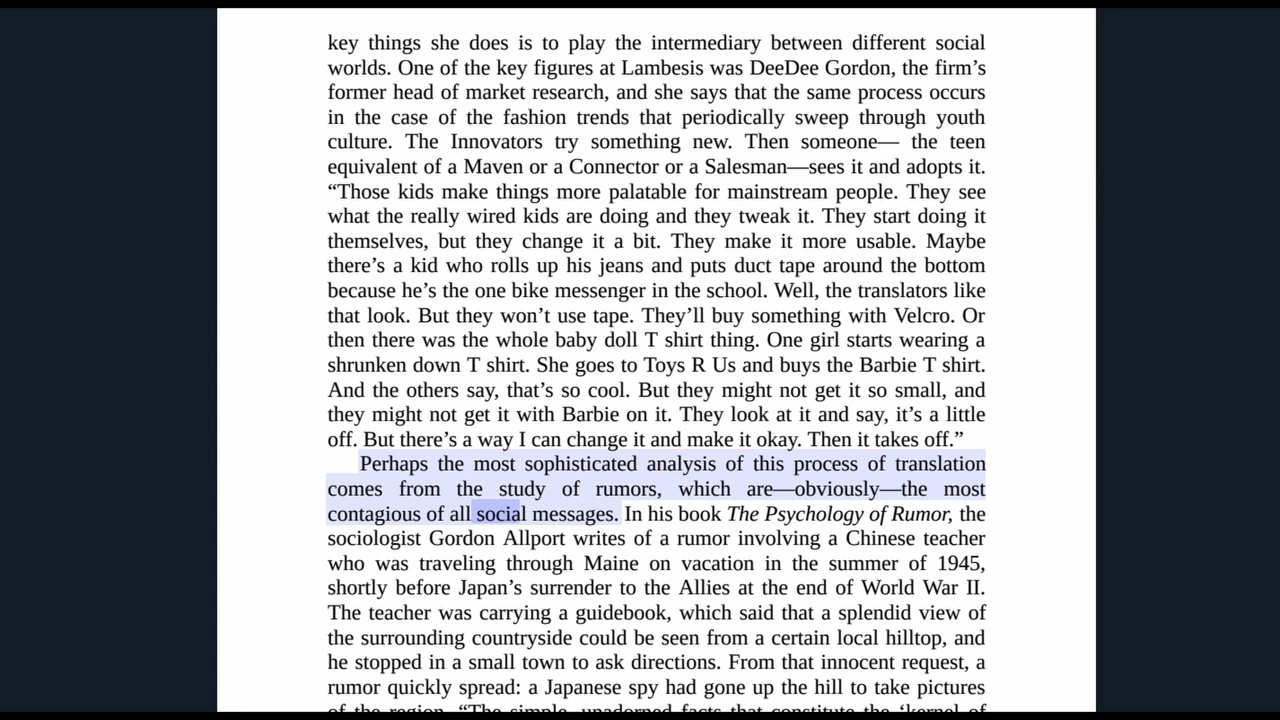 key things she does is to play the intermediary between different social
worlds. One of the key figures at Lambesis was DeeDee Gordon, the firm’s
former head of market research, and she says that the same process occurs
in the case of the fashion trends that periodically sweep through youth
culture. The Innovators try something new. Then someone— the teen
equivalent of a Maven or a Connector or a Salesman—sees it and adopts it.
“Those kids make things more palatable for mainstream people. They see
what the really wired kids are doing and they tweak it. They start doing it
themselves, but they change it a bit. They make it more usable. Maybe
there’s a kid who rolls up his jeans and puts duct tape around the bottom
because he’s the one bike messenger in the school. Well, the translators like
that look. But they won’t use tape. They’ll buy something with Velcro. Or
then there was the whole baby doll T shirt thing. One girl starts wearing a
shrunken down T shirt. She goes to Toys R Us and buys the Barbie T shirt.
And the others say, that’s so cool. But they might not get it so small, and
they might not get it with Barbie on it. They look at it and say, it’s a little
off. But there’s a way I can change it and make it okay. Then it takes off.”
Perhaps the most sophisticated analysis of this process of translation
comes from the study of rumors, which are—obviously—the most
contagious of all social messages. In his book The Psychology of Rumor, the
sociologist Gordon Allport writes of a rumor involving a Chinese teacher
who was traveling through Maine on vacation in the summer of 1945,
shortly before Japan’s surrender to the Allies at the end of World War II.
The teacher was carrying a guidebook, which said that a splendid view of
the surrounding countryside could be seen from a certain local hilltop, and
he stopped in a small town to ask directions. From that innocent request, a
rumor quickly spread: a Japanese spy had gone up the hill to take pictures
of the region. “The simple, unadorned facts that constitute the ‘kernel of